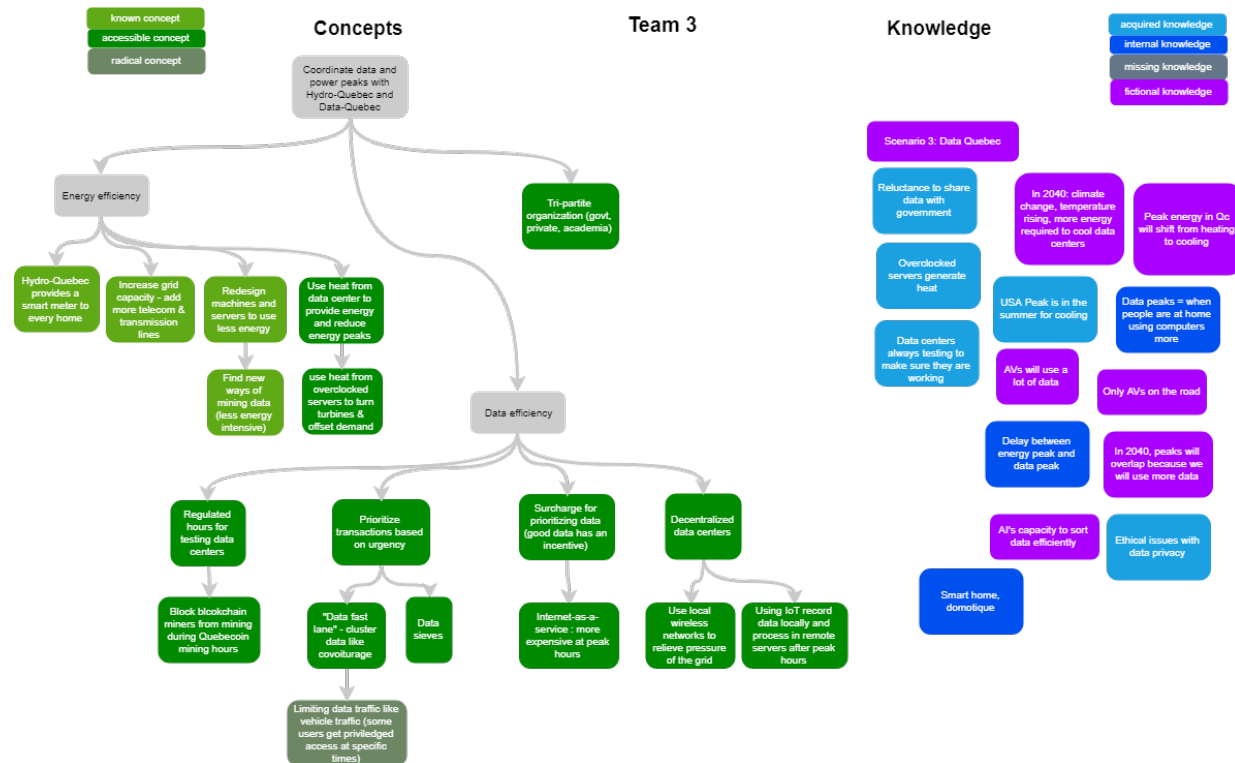 known concept
accessible concept
radical concept
Concepts
Team 3
Knowledge
acquired knowledge
internal knowledge
missing knowledge
fictional knowledge
Coordinate data and
power peaks with
Hydro-Quebec and
Data-Quebec
Energy efficiency
Tri-partite
organization (govt,
private, academia)
Hydro-Quebec
provides a
smart meter to
every home
Increase grid
capacity - add
more telecom &
transmission
lines
Redesign
machines and
servers to use
less energy
Use heat from
data center to
provide energy
and reduce
energy peaks
Find new
ways of
mining data
(less energy
intensive)
use heat from
overclocked
servers to turn
turbines &
offset demand
Data efficiency
Regulated
hours for
testing data
centers
Prioritize
transactions based
on urgency
Surcharge for
prioritizing data
(good data has an
incentive)
Decentralized
data centers
Block blcokchain
miners from mining
during Quebecoin
mining hours
"Data fast
lane" - cluster
data like
covoiturage
Data
sieves
Internet-as-a-
service : more
expensive at peak
hours
Use local
wireless
networks to
relieve pressure
of the grid
Using IoT record
data locally and
process in remote
servers after peak
hours
Limiting data traffic like
vehicle traffic (some
users get priviledged
access at specific
times)
Scenario 3: Data Quebec
Reluctance to share
data with
government
In 2040: climate
change, temperature
rising, more energy
required to cool data
centers
Peak energy in Qc
will shift from heating
to cooling
Overclocked
servers generate
heat
USA Peak is in the
summer for cooling
Data peaks = when
people are at home
using computers
more
Data centers
always testing to
make sure they are
working
AVs will use a
lot of data
Only AVs on the road
Delay between
energy peak and
data peak
In 2040, peaks will
overlap because we
will use more data
AI's capacity to sort
data efficiently
Ethical issues with
data privacy
Smart home,
domotique